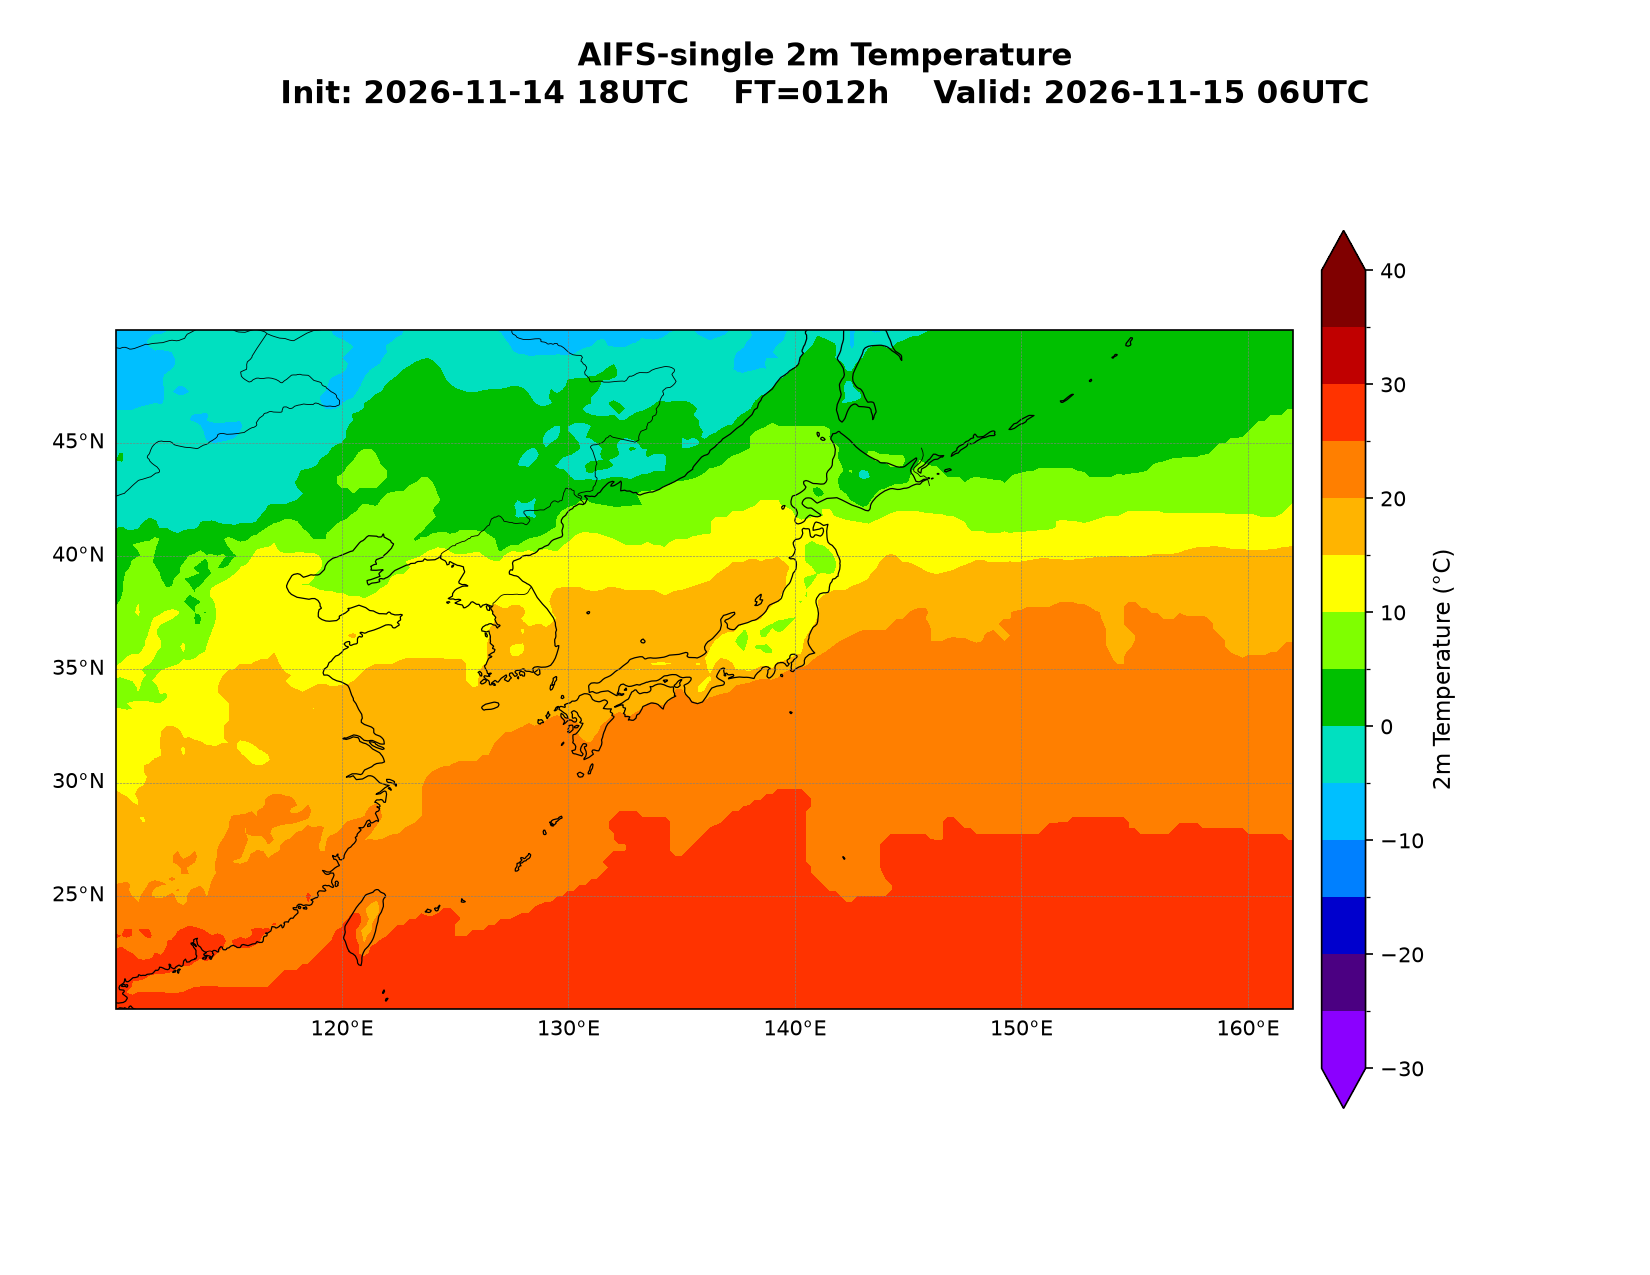 AIFS-single 2m Temperature
Init: 2026-11-14 18UTC    FT=012h    Valid: 2026-11-15 06UTC
45°N
40°N
35°N
30°N
25°N
120°E
130°E
140°E
150°E
160°E
40
30
20
10
0
−10
−20
−30
2m Temperature (°C)